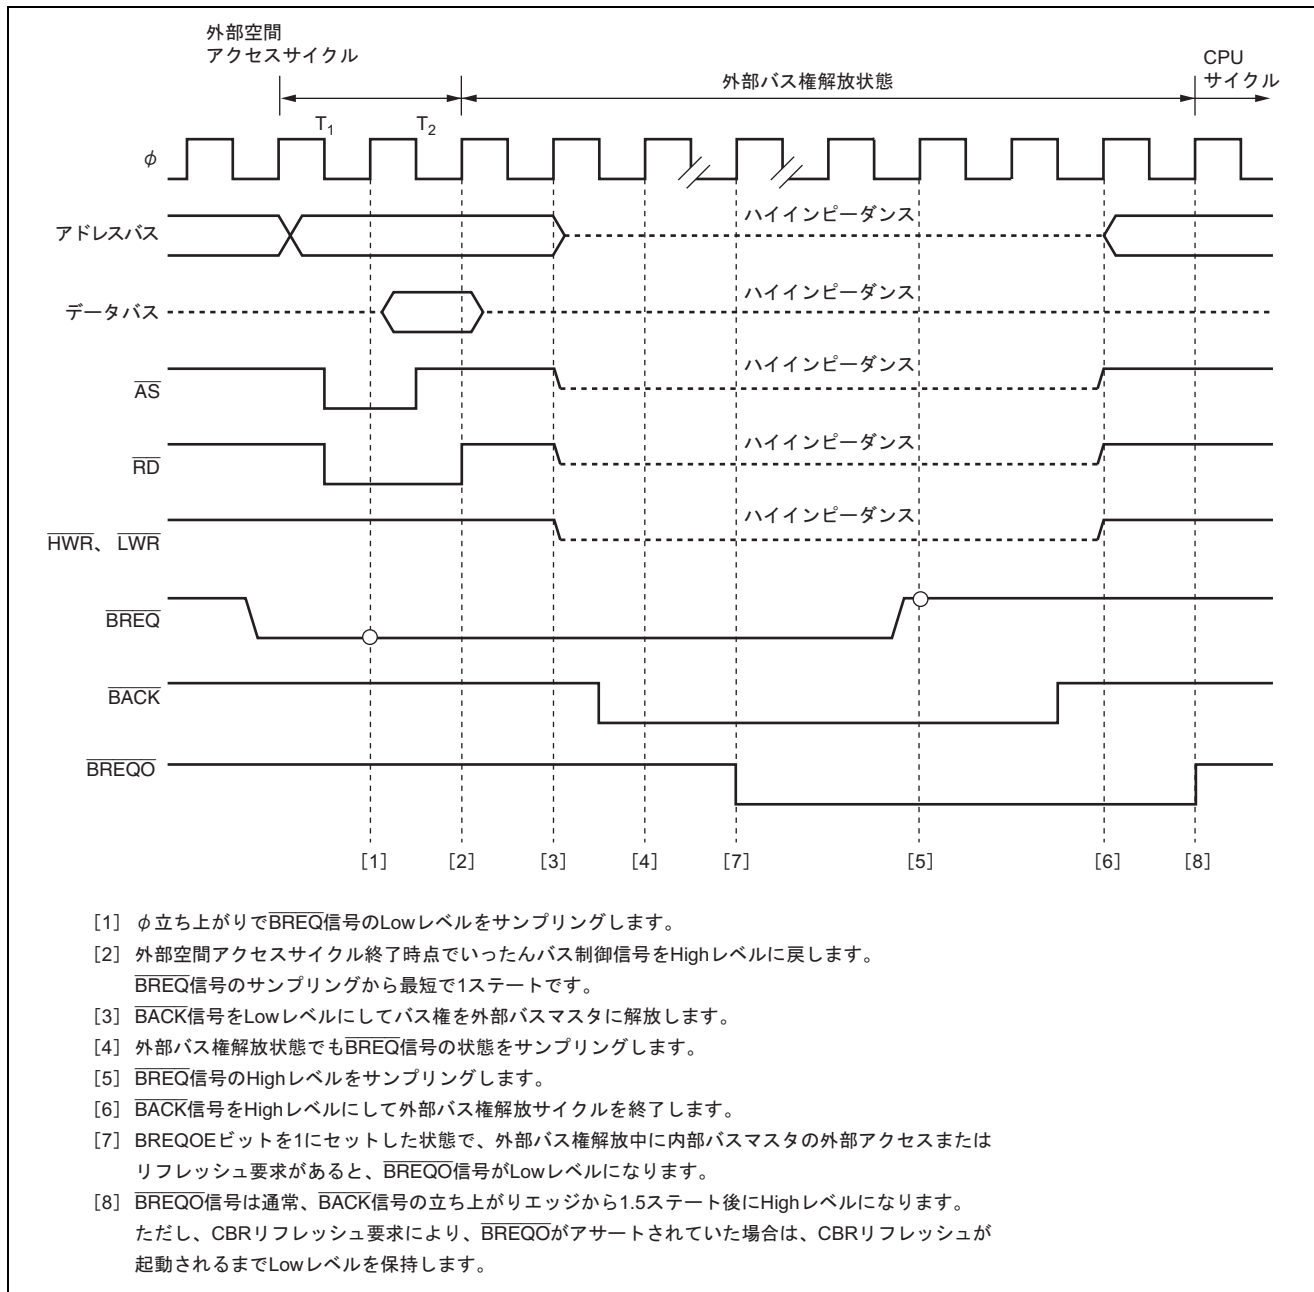 外部空間
アクセスサイクル
CPU
サイクル
外部バス権解放状態
T1
T2
φ
アドレスバス
ハイインピーダンス
データバス
ハイインピーダンス
AS
ハイインピーダンス
RD
ハイインピーダンス
HWR、LWR
ハイインピーダンス
BREQ
BACK
BREQO
[1] [2] [3] [4] [7] [5] [6] [8]
[1] φ立ち上がりでBREQ信号のLowレベルをサンプリングします。
[2] 外部空間アクセスサイクル終了時点でいったんバス制御信号をHighレベルに戻します。
BREQ信号のサンプリングから最短で1ステートです。
[3] BACK信号をLowレベルにしてバス権を外部バスマスタに解放します。
[4] 外部バス権解放状態でもBREQ信号の状態をサンプリングします。
[5] BREQ信号のHighレベルをサンプリングします。
[6] BACK信号をHighレベルにして外部バス権解放サイクルを終了します。
[7] BREQOEビットを1にセットした状態で、外部バス権解放中に内部バスマスタの外部アクセスまたは
リフレッシュ要求があると、BREQO信号がLowレベルになります。
[8] BREQO信号は通常、BACK信号の立ち上がりエッジから1.5ステート後にHighレベルになります。
ただし、CBRリフレッシュ要求により、BREQOがアサートされていた場合は、CBRリフレッシュが
起動されるまでLowレベルを保持します。